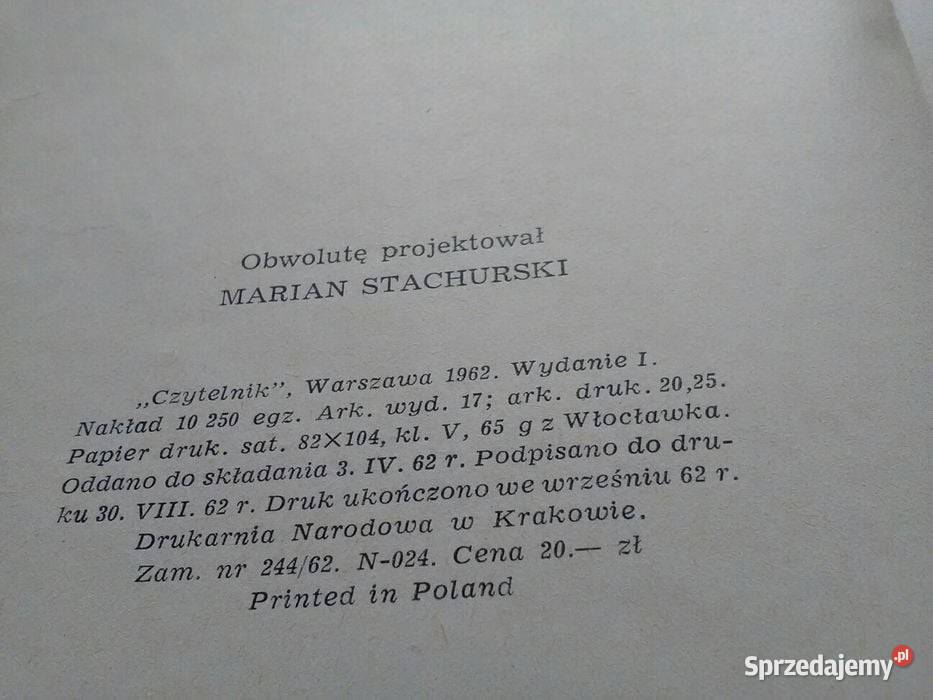 Obwolutę projektował
MARIAN STACHURSKI
„Czytelnik”, Warszawa 1962. Wydanie I.
Nakład 10 250 egz. Ark. wyd. 17; ark. druk. 20,25.
Papier druk. sat. 82×104, kl. V, 65 g z Włocławka.
Oddano do składania 3. IV. 62 r. Podpisano do dru-
ku 30. VIII. 62 r. Druk ukończono we wrześniu 62 r.
Drukarnia Narodowa w Krakowie.
Zam. nr 244/62. N-024. Cena 20.— zł
Printed in Poland
Sprzedajemy.pl